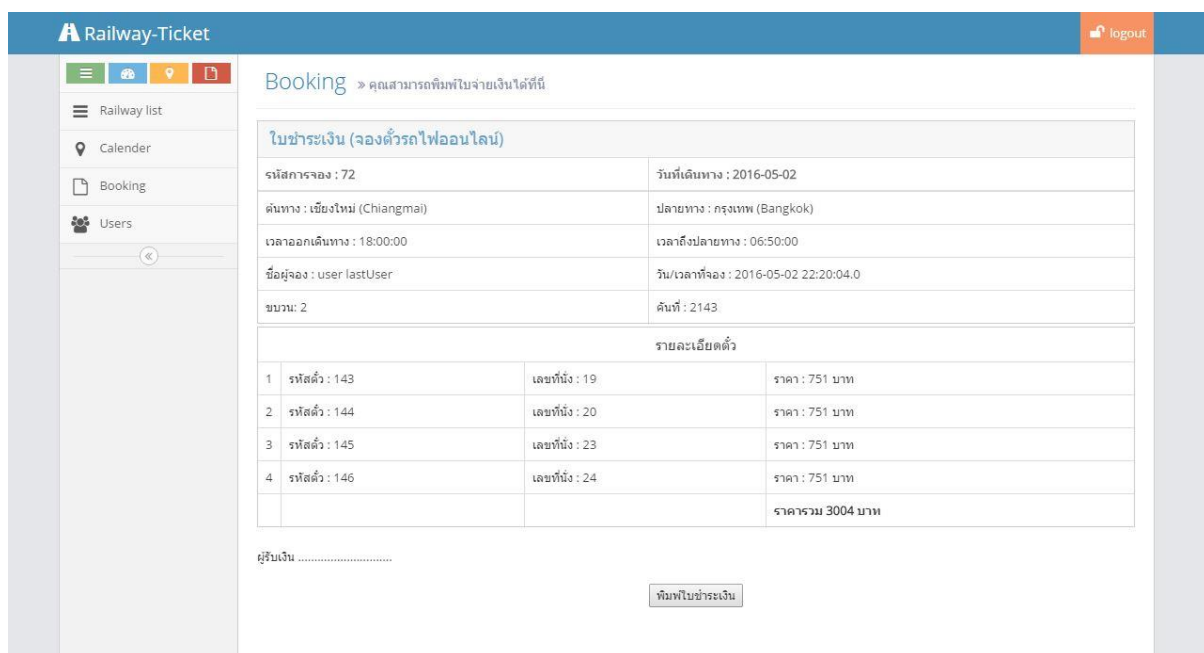 Railway-Ticket
logout
Railway list
Calender
Booking
Users
Booking » คุณสามารถพิมพ์ใบจ่ายเงินได้ที่นี่
ใบชำระเงิน (จองตั๋วรถไฟออนไลน์)
รหัสการจอง : 72 วันที่เดินทาง : 2016-05-02
ต้นทาง : เชียงใหม่ (Chiangmai) ปลายทาง : กรุงเทพ (Bangkok)
เวลาออกเดินทาง : 18:00:00 เวลาถึงปลายทาง : 06:50:00
ชื่อผู้จอง : user lastUser วัน/เวลาที่จอง : 2016-05-02 22:20:04.0
ขบวน: 2 คันที่ : 2143
รายละเอียดตั๋ว
1 รหัสตั๋ว : 143 เลขที่นั่ง : 19 ราคา : 751 บาท
2 รหัสตั๋ว : 144 เลขที่นั่ง : 20 ราคา : 751 บาท
3 รหัสตั๋ว : 145 เลขที่นั่ง : 23 ราคา : 751 บาท
4 รหัสตั๋ว : 146 เลขที่นั่ง : 24 ราคา : 751 บาท
ราคารวม 3004 บาท
ผู้รับเงิน .............................
พิมพ์ใบชำระเงิน